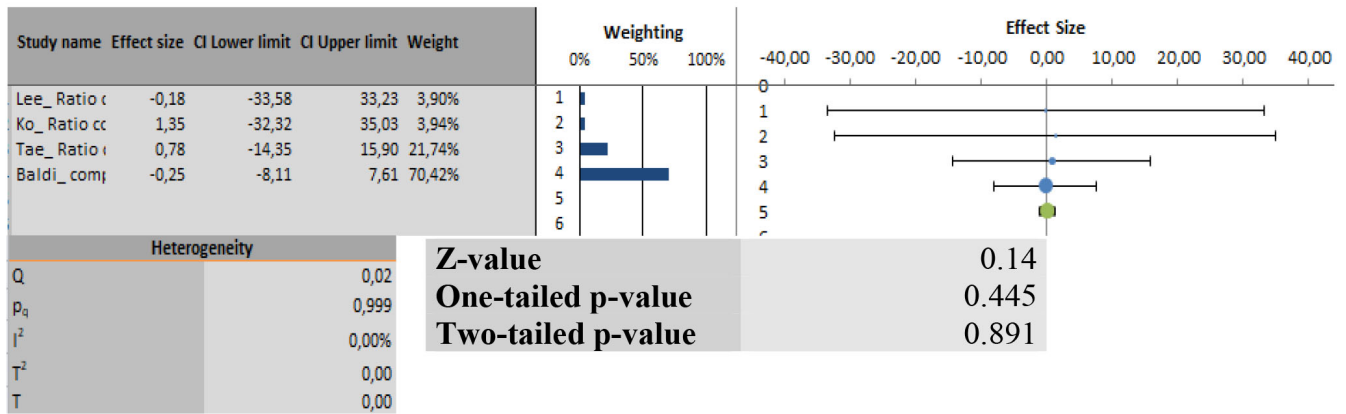 Study name Effect size CI Lower limit CI Upper limit Weight
Lee_ Ratio -0,18 -33,58 33,23 3,90%
Ko_ Ratio 1,35 -32,32 35,03 3,94%
Tae_ Ratio 0,78 -14,35 15,90 21,74%
Baldi_ -0,25 -8,11 7,61 70,42%
Weighting
0% 50% 100%
1
2
3
4
5
6
Effect Size
-40,00 -30,00 -20,00 -10,00 0,00 10,00 20,00 30,00 40,00
0
1
2
3
4
5
Heterogeneity
Q 0,02
pq 0,999
I² 0,00%
T² 0,00
T 0,00
Z-value 0.14
One-tailed p-value 0.445
Two-tailed p-value 0.891